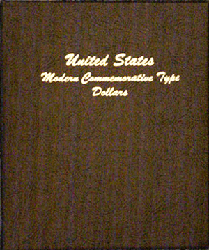 United States
Modern Commemorative Type
Dollars